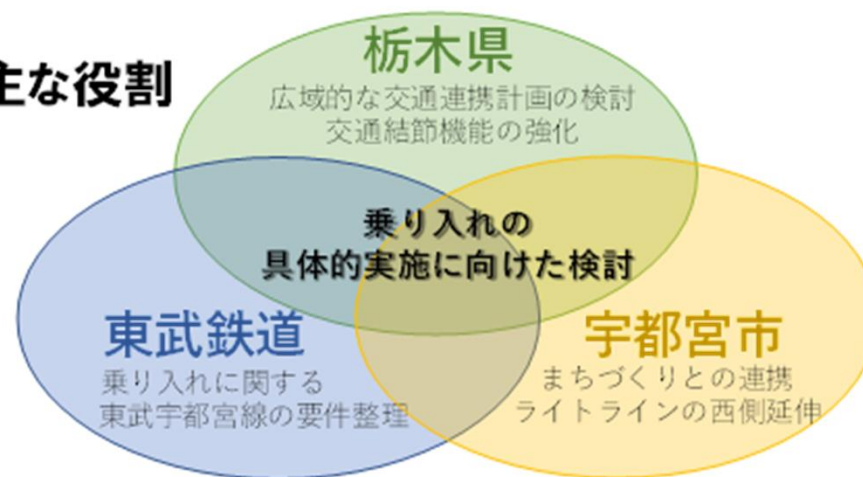 主な役割
栃木県
広域的な交通連携計画の検討
交通結節機能の強化
乗り入れの
具体的実施に向けた検討
東武鉄道
乗り入れに関する
東武宇都宮線の要件整理
宇都宮市
まちづくりとの連携
ライトラインの西側延伸